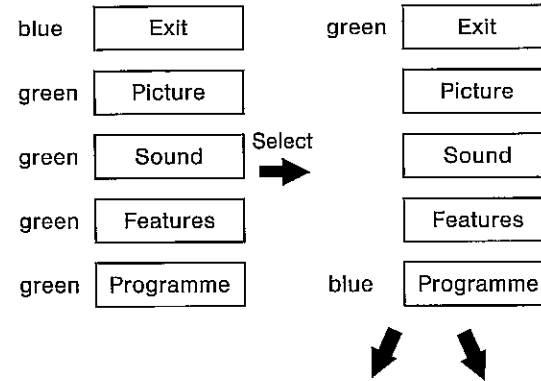 blue Exit green Exit
green Picture Picture
green Sound Select Sound
green Features Features
green Programme blue Programme